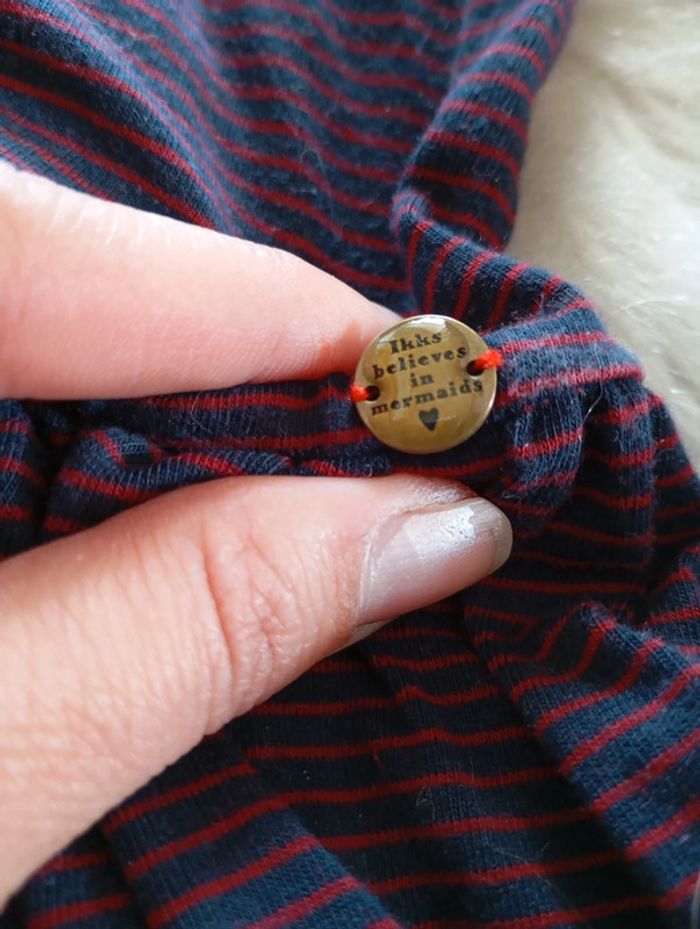 Ikks
believes
in
mermaids